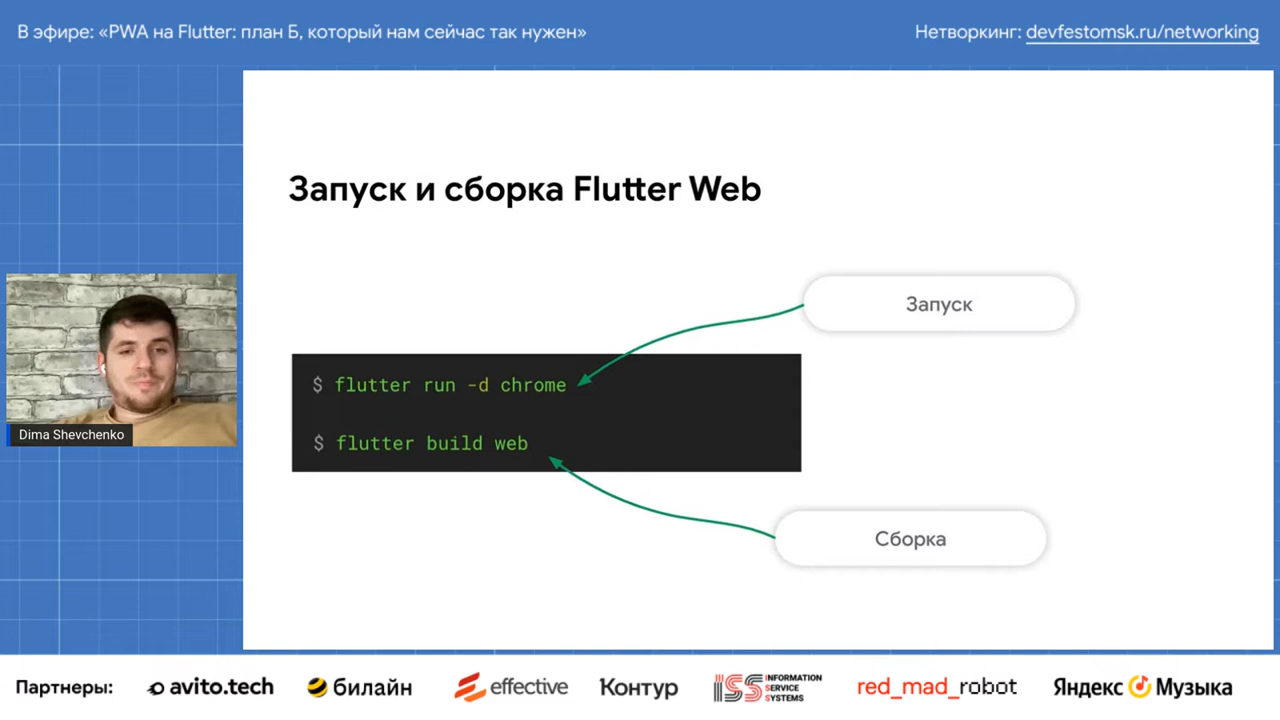 В эфире: «PWA на Flutter: план Б, который нам сейчас так нужен»
Нетворкинг: devfestomsk.ru/networking
Запуск и сборка Flutter Web
Запуск
$ flutter run -d chrome
$ flutter build web
Сборка
Dima Shevchenko
Партнеры:
avito.tech
билайн
effective
Контур
ISS INFORMATION
SERVICE
SYSTEMS
red_mad_robot
Яндекс Музыка